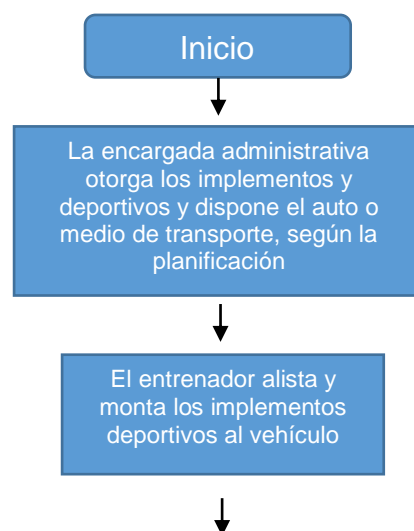 Inicio
La encargada administrativa
otorga los implementos y
deportivos y dispone el auto o
medio de transporte, según la
planificación
El entrenador alista y
monta los implementos
deportivos al vehículo